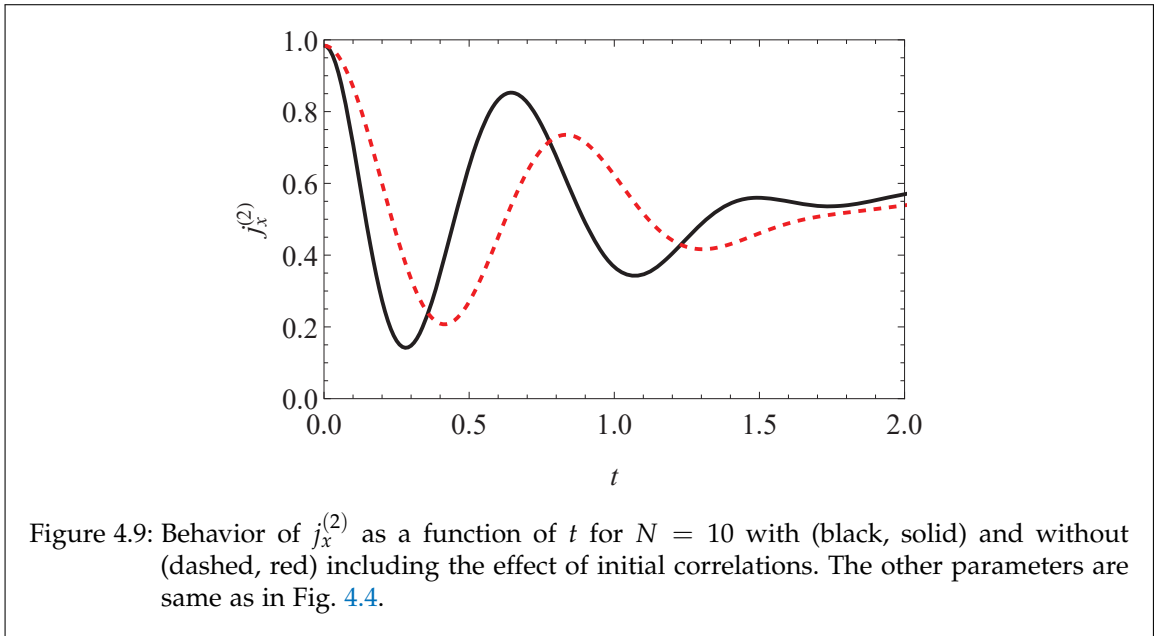 1.0
0.8
0.6
0.4
0.2
0.0
j_x^{(2)}
0.0 0.5 1.0 1.5 2.0
t
Figure 4.9: Behavior of j_x^{(2)} as a function of t for N = 10 with (black, solid) and without
(dashed, red) including the effect of initial correlations. The other parameters are
same as in Fig. 4.4.